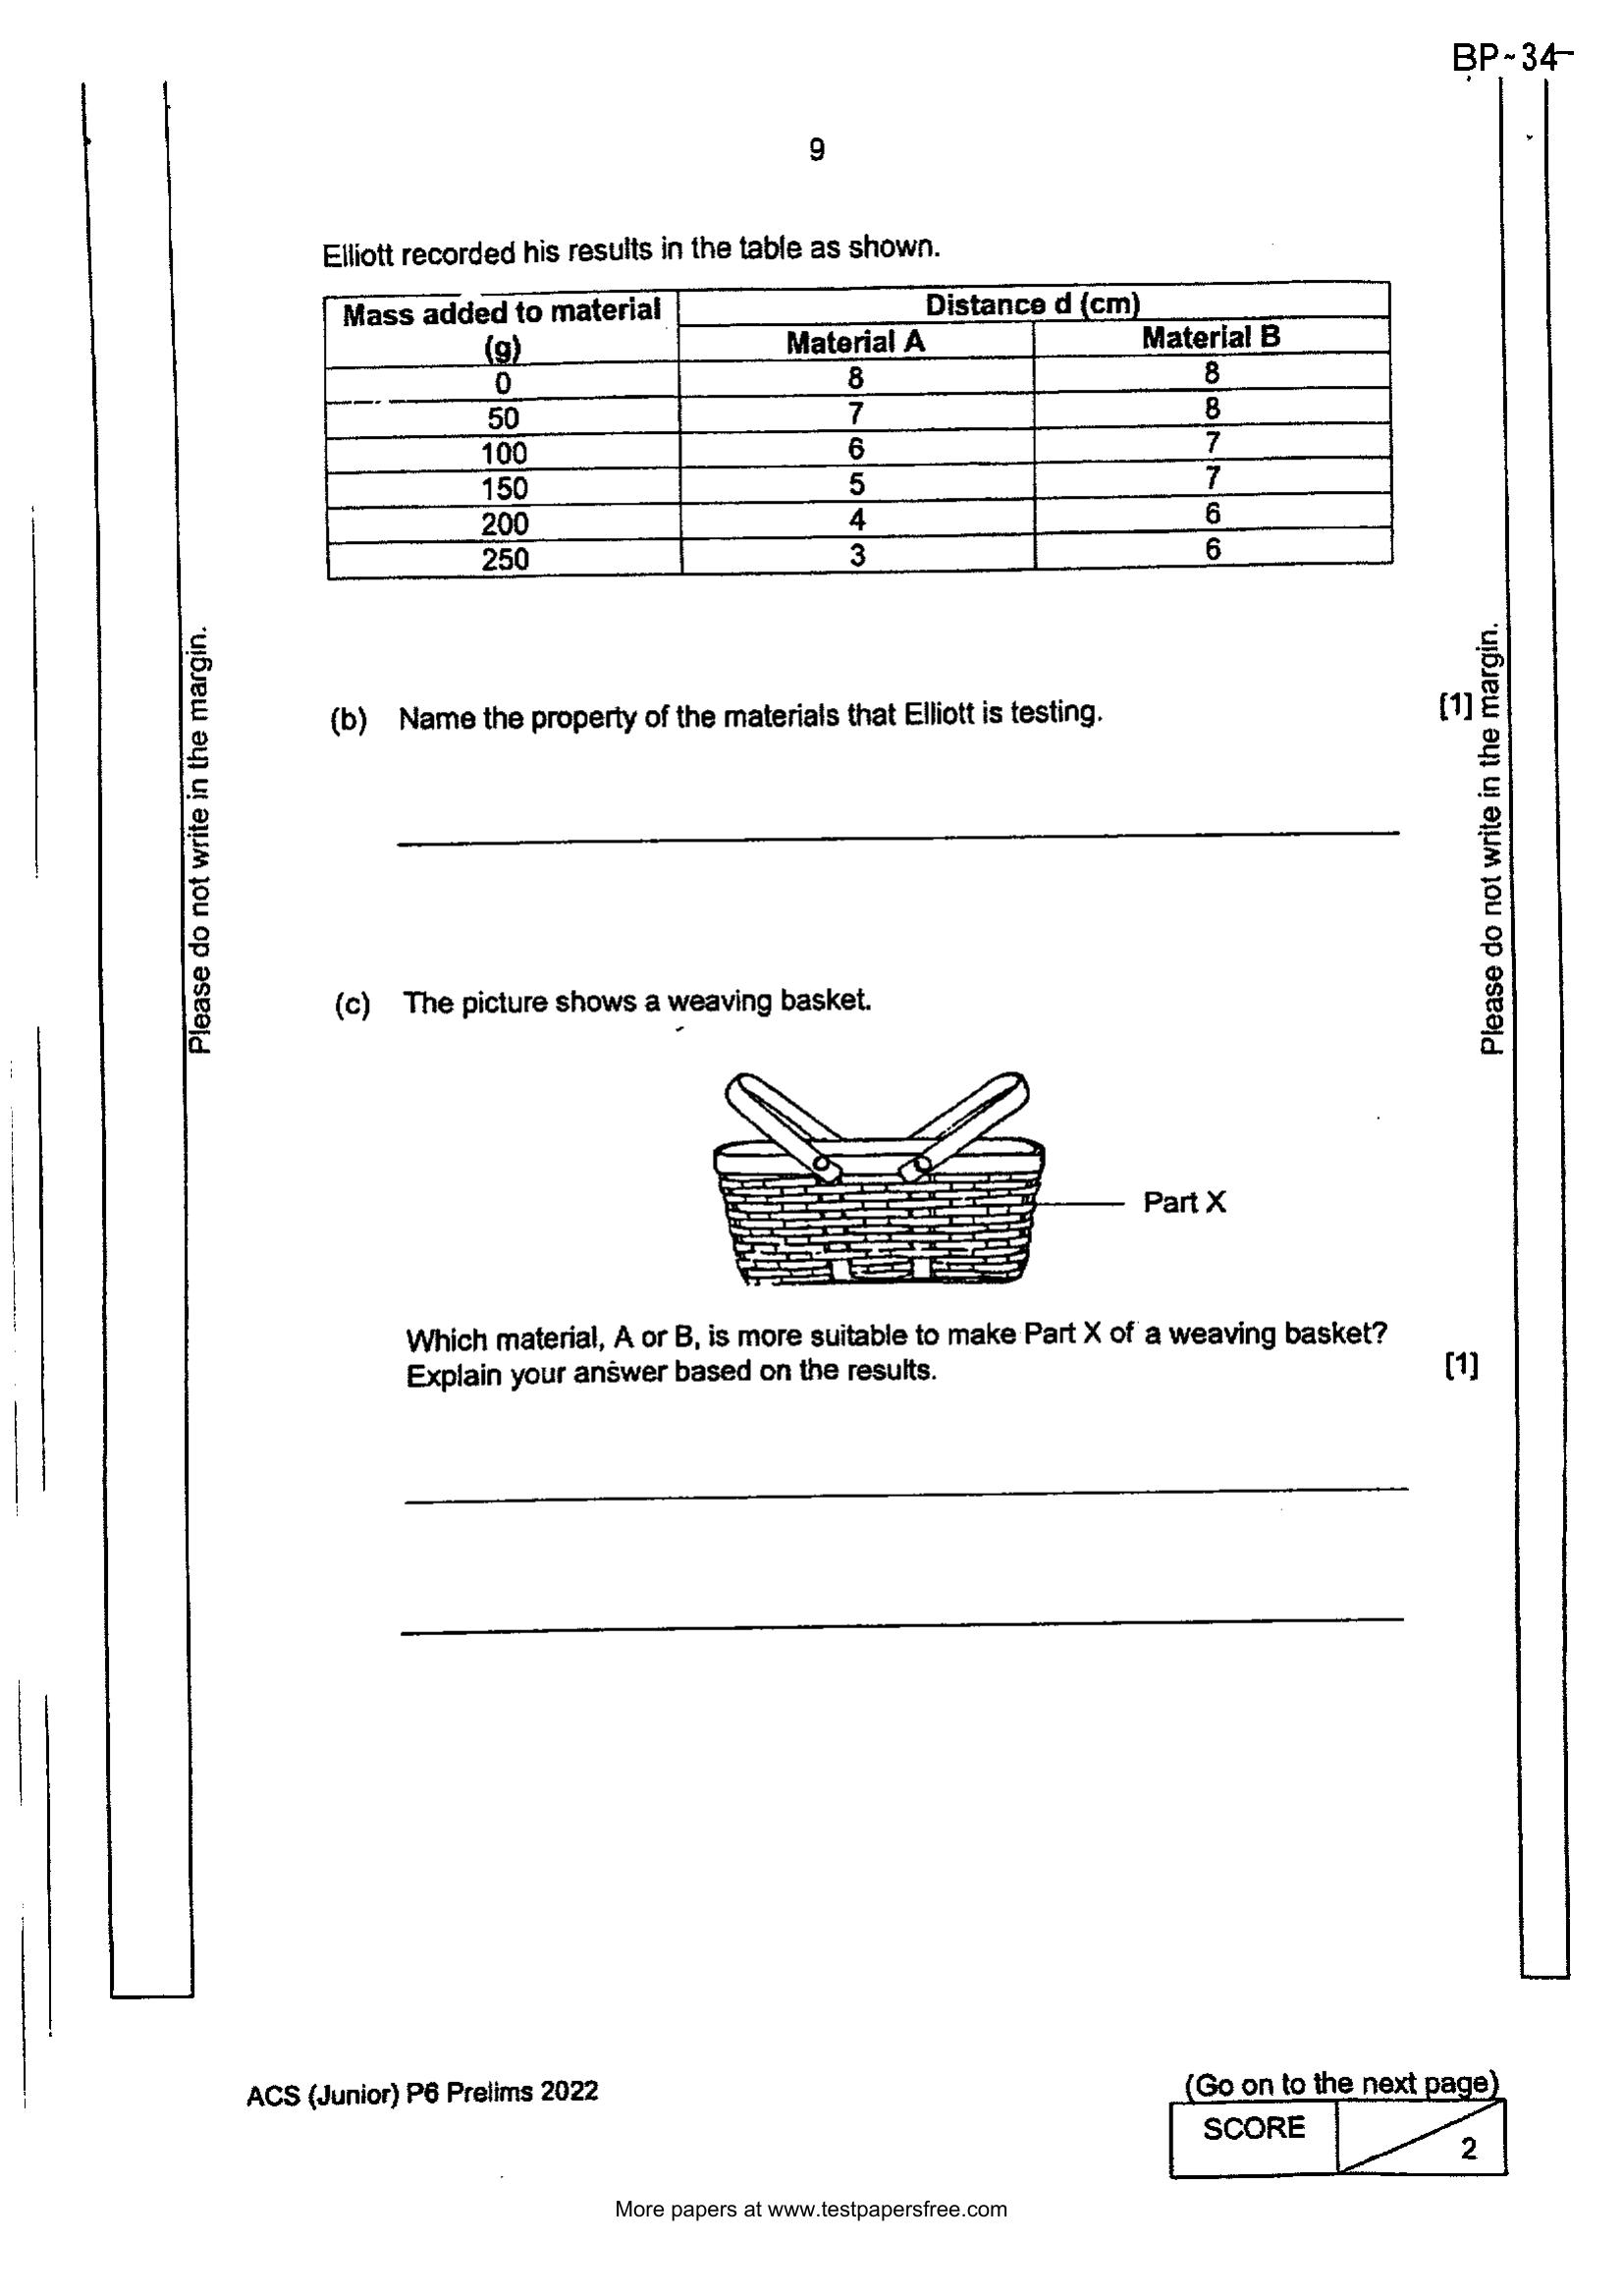 BP-34
9
Elliott recorded his results in the table as shown.
Mass added to material (g) Distance d (cm)
Material A Material B
0 8 8
50 7 8
100 6 7
150 5 7
200 4 6
250 3 6
Please do not write in the margin.
Please do not write in the margin.
(b) Name the property of the materials that Elliott is testing. [1]
(c) The picture shows a weaving basket.
Part X
Which material, A or B, is more suitable to make Part X of a weaving basket?
Explain your answer based on the results. [1]
ACS (Junior) P6 Prelims 2022
(Go on to the next page)
SCORE 2
More papers at www.testpapersfree.com